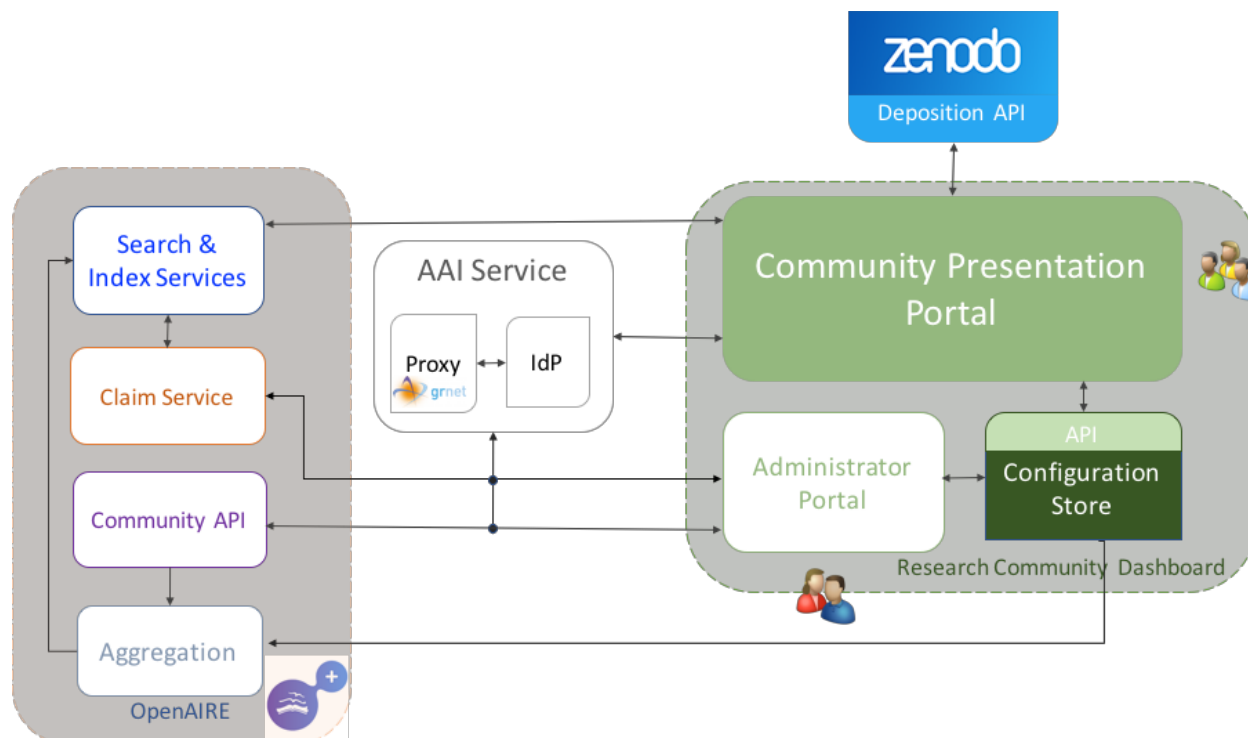 zenodo
Deposition API
Search &
Index Services
Claim Service
Community API
Aggregation
OpenAIRE
AAI Service
Proxy
grnet
IdP
Community Presentation
Portal
Administrator
Portal
API
Configuration
Store
Research Community Dashboard